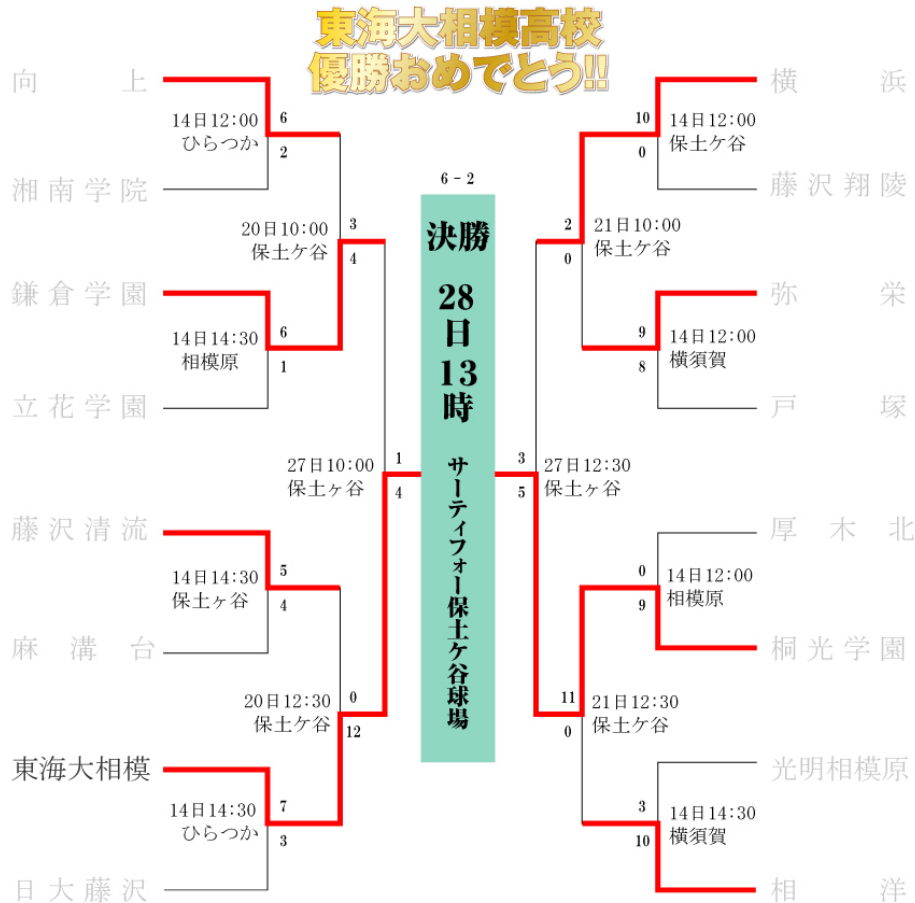 東海大相模高校
優勝おめでとう!!
向上
14日12:00
ひらつか
6
2
湘南学院
20日10:00
保土ケ谷
3
4
鎌倉学園
14日14:30
相模原
6
1
立花学園
27日10:00
保土ヶ谷
1
4
藤沢清流
14日14:30
保土ヶ谷
5
4
麻溝台
20日12:30
保土ケ谷
0
12
東海大相模
14日14:30
ひらつか
7
3
日大藤沢
6-2
決勝
28日13時
サーティフォー保土ケ谷球場
横浜
10
0
14日12:00
保土ケ谷
藤沢翔陵
2
0
21日10:00
保土ケ谷
弥栄
9
8
14日12:00
横須賀
戸塚
3
5
27日12:30
保土ヶ谷
厚木北
0
9
14日12:00
相模原
桐光学園
11
0
21日12:30
保土ケ谷
光明相模原
3
10
14日14:30
横須賀
相洋